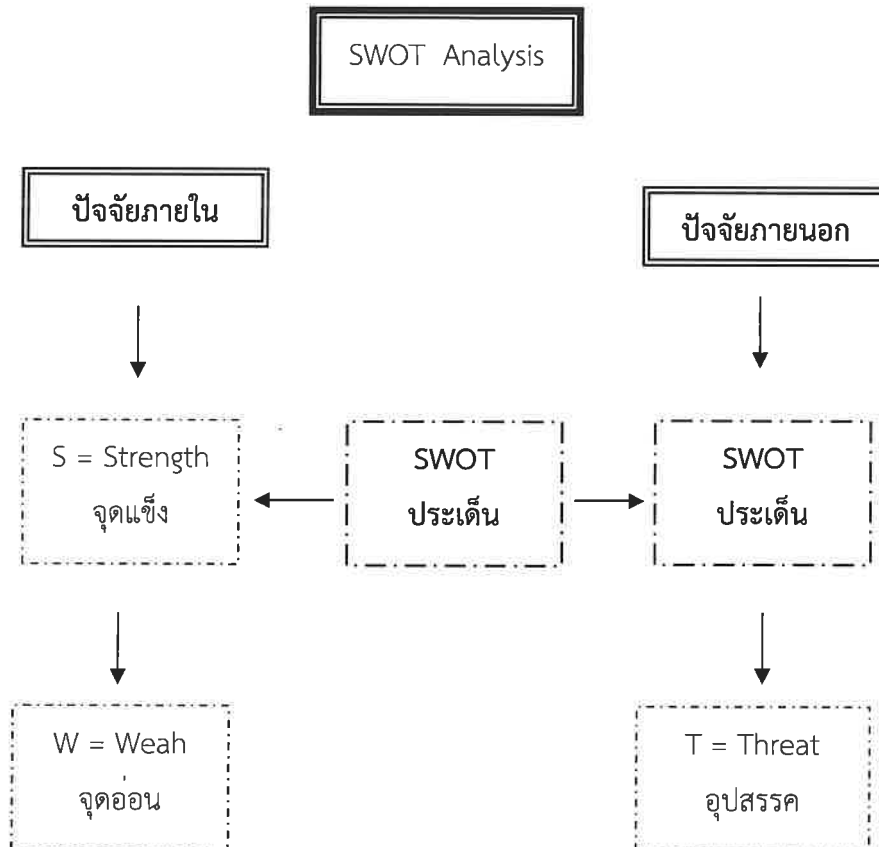 SWOT Analysis
ปัจจัยภายใน
ปัจจัยภายนอก
S = Strength
จุดแข็ง
SWOT
ประเด็น
SWOT
ประเด็น
W = Weah
จุดอ่อน
T = Threat
อุปสรรค